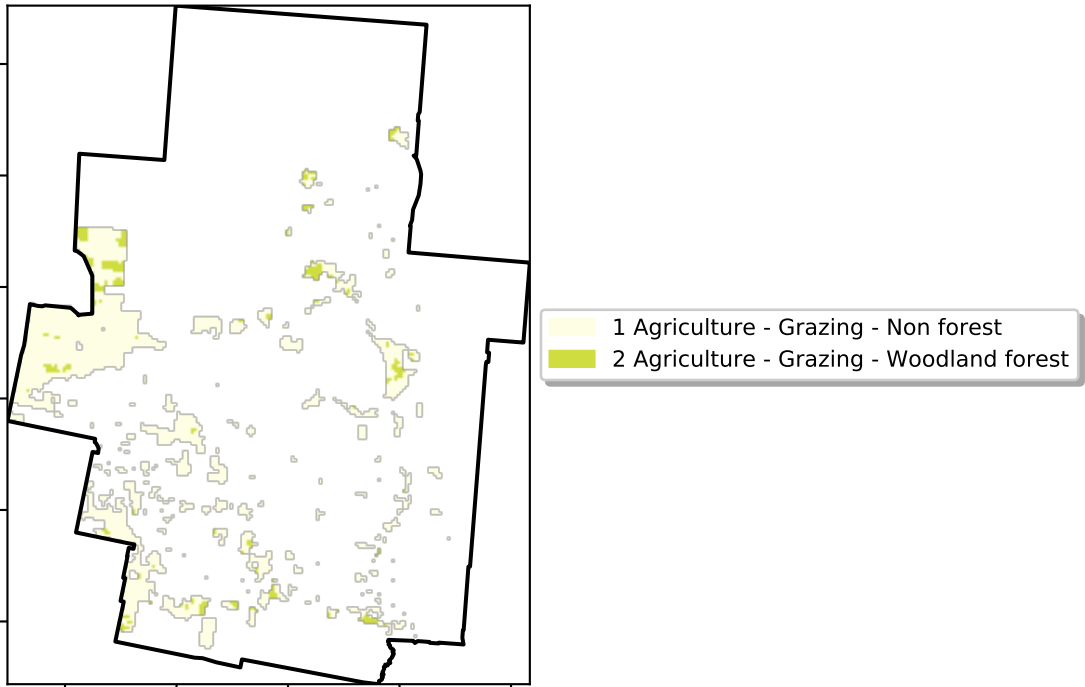 1 Agriculture - Grazing - Non forest
2 Agriculture - Grazing - Woodland forest